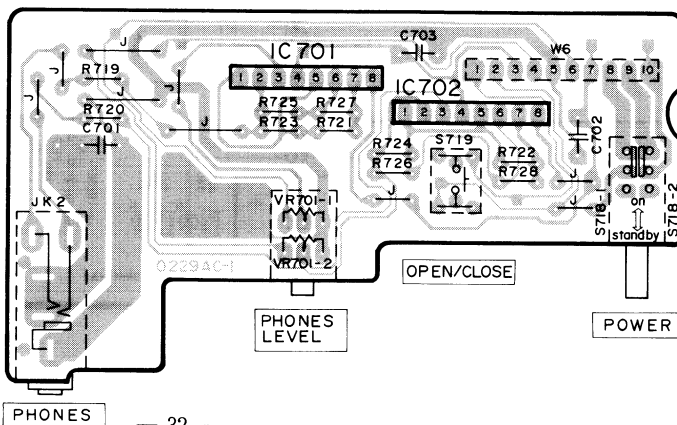 C703
J
IC701
W6
R719
1 2 3 4 5 6 7 8
1 2 3 4 5 6 7 8 9 10
J
J
IC702
J
R725 R727
R720
R723 R721
1 2 3 4 5 6 7 8
C701
J
C702
R724
S719
R722
R726
R728
J
J
JK2
VR701-1
J
S718-1
S718-2
on
standby
VR701-2
0229AC-1
OPEN/CLOSE
PHONES
LEVEL
POWER
PHONES
32